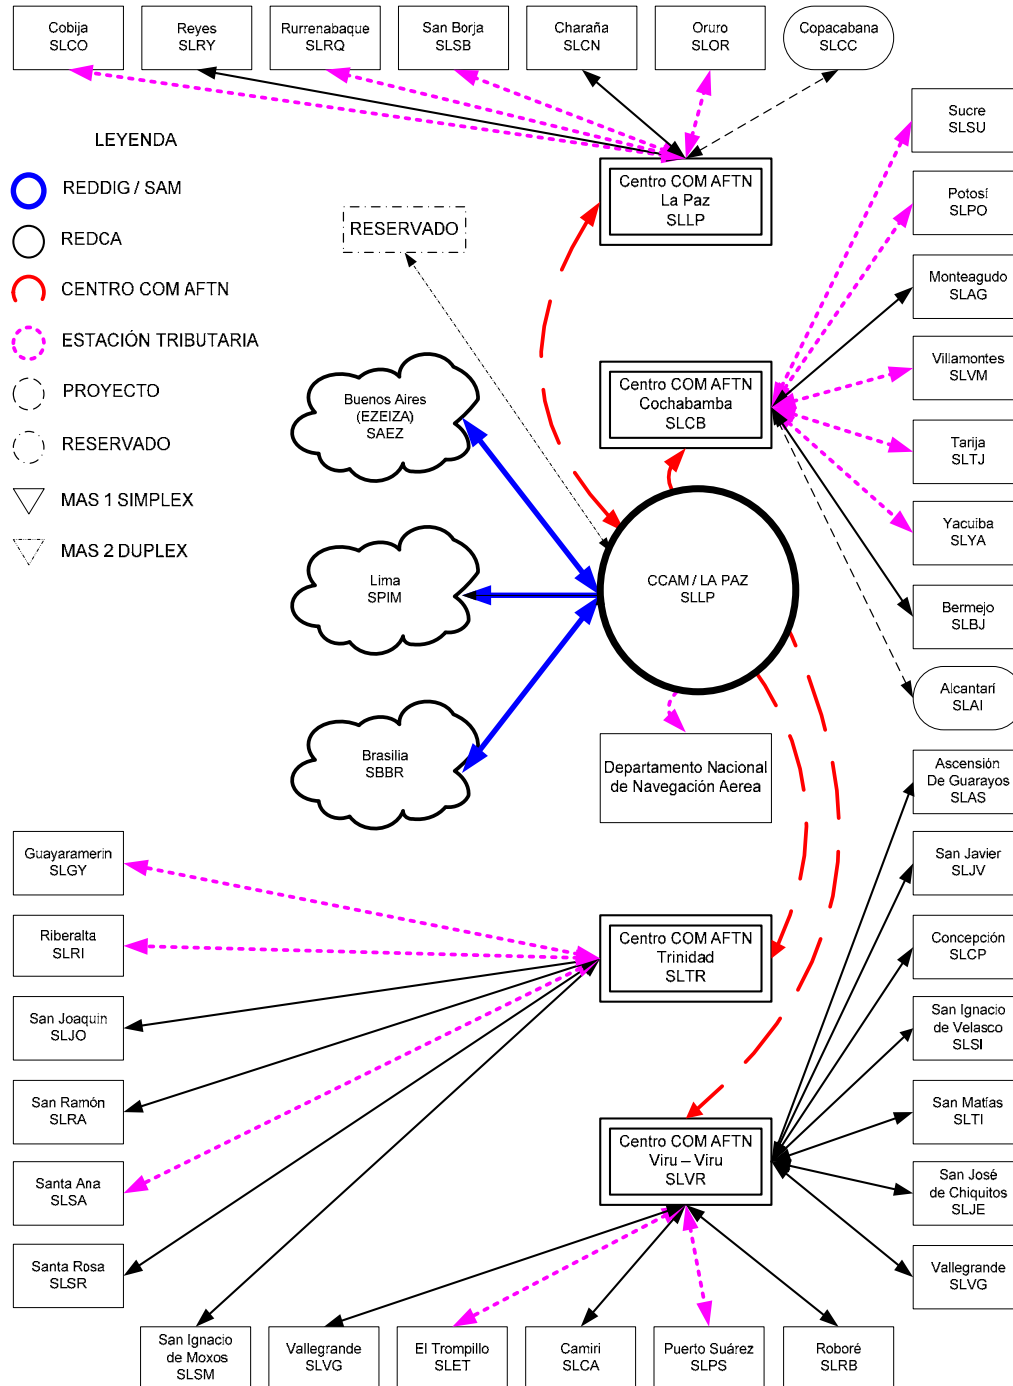 Cobija
SLCO
Reyes
SLRY
Rurrenabaque
SLRQ
San Borja
SLSB
Charaña
SLCN
Oruro
SLOR
Copacabana
SLCC
LEYENDA
REDDIG / SAM
REDCA
CENTRO COM AFTN
ESTACIÓN TRIBUTARIA
PROYECTO
RESERVADO
MAS 1 SIMPLEX
MAS 2 DUPLEX
RESERVADO
Centro COM AFTN
La Paz
SLLP
Sucre
SLSU
Potosí
SLPO
Monteagudo
SLAG
Villamontes
SLVM
Tarija
SLTJ
Yacuiba
SLYA
Bermejo
SLBJ
Alcantarí
SLAI
Centro COM AFTN
Cochabamba
SLCB
Buenos Aires
(EZEIZA)
SAEZ
Lima
SPIM
Brasilia
SBBR
CCAM / LA PAZ
SLLP
Departamento Nacional
de Navegación Aerea
Ascensión
De Guarayos
SLAS
San Javier
SLJV
Concepción
SLCP
San Ignacio
de Velasco
SLSI
San Matías
SLTI
San José
de Chiquitos
SLJE
Vallegrande
SLVG
Guayaramerin
SLGY
Riberalta
SLRI
San Joaquin
SLJO
San Ramón
SLRA
Santa Ana
SLSA
Santa Rosa
SLSR
Centro COM AFTN
Trinidad
SLTR
Centro COM AFTN
Viru – Viru
SLVR
San Ignacio
de Moxos
SLSM
Vallegrande
SLVG
El Trompillo
SLET
Camiri
SLCA
Puerto Suárez
SLPS
Roboré
SLRB